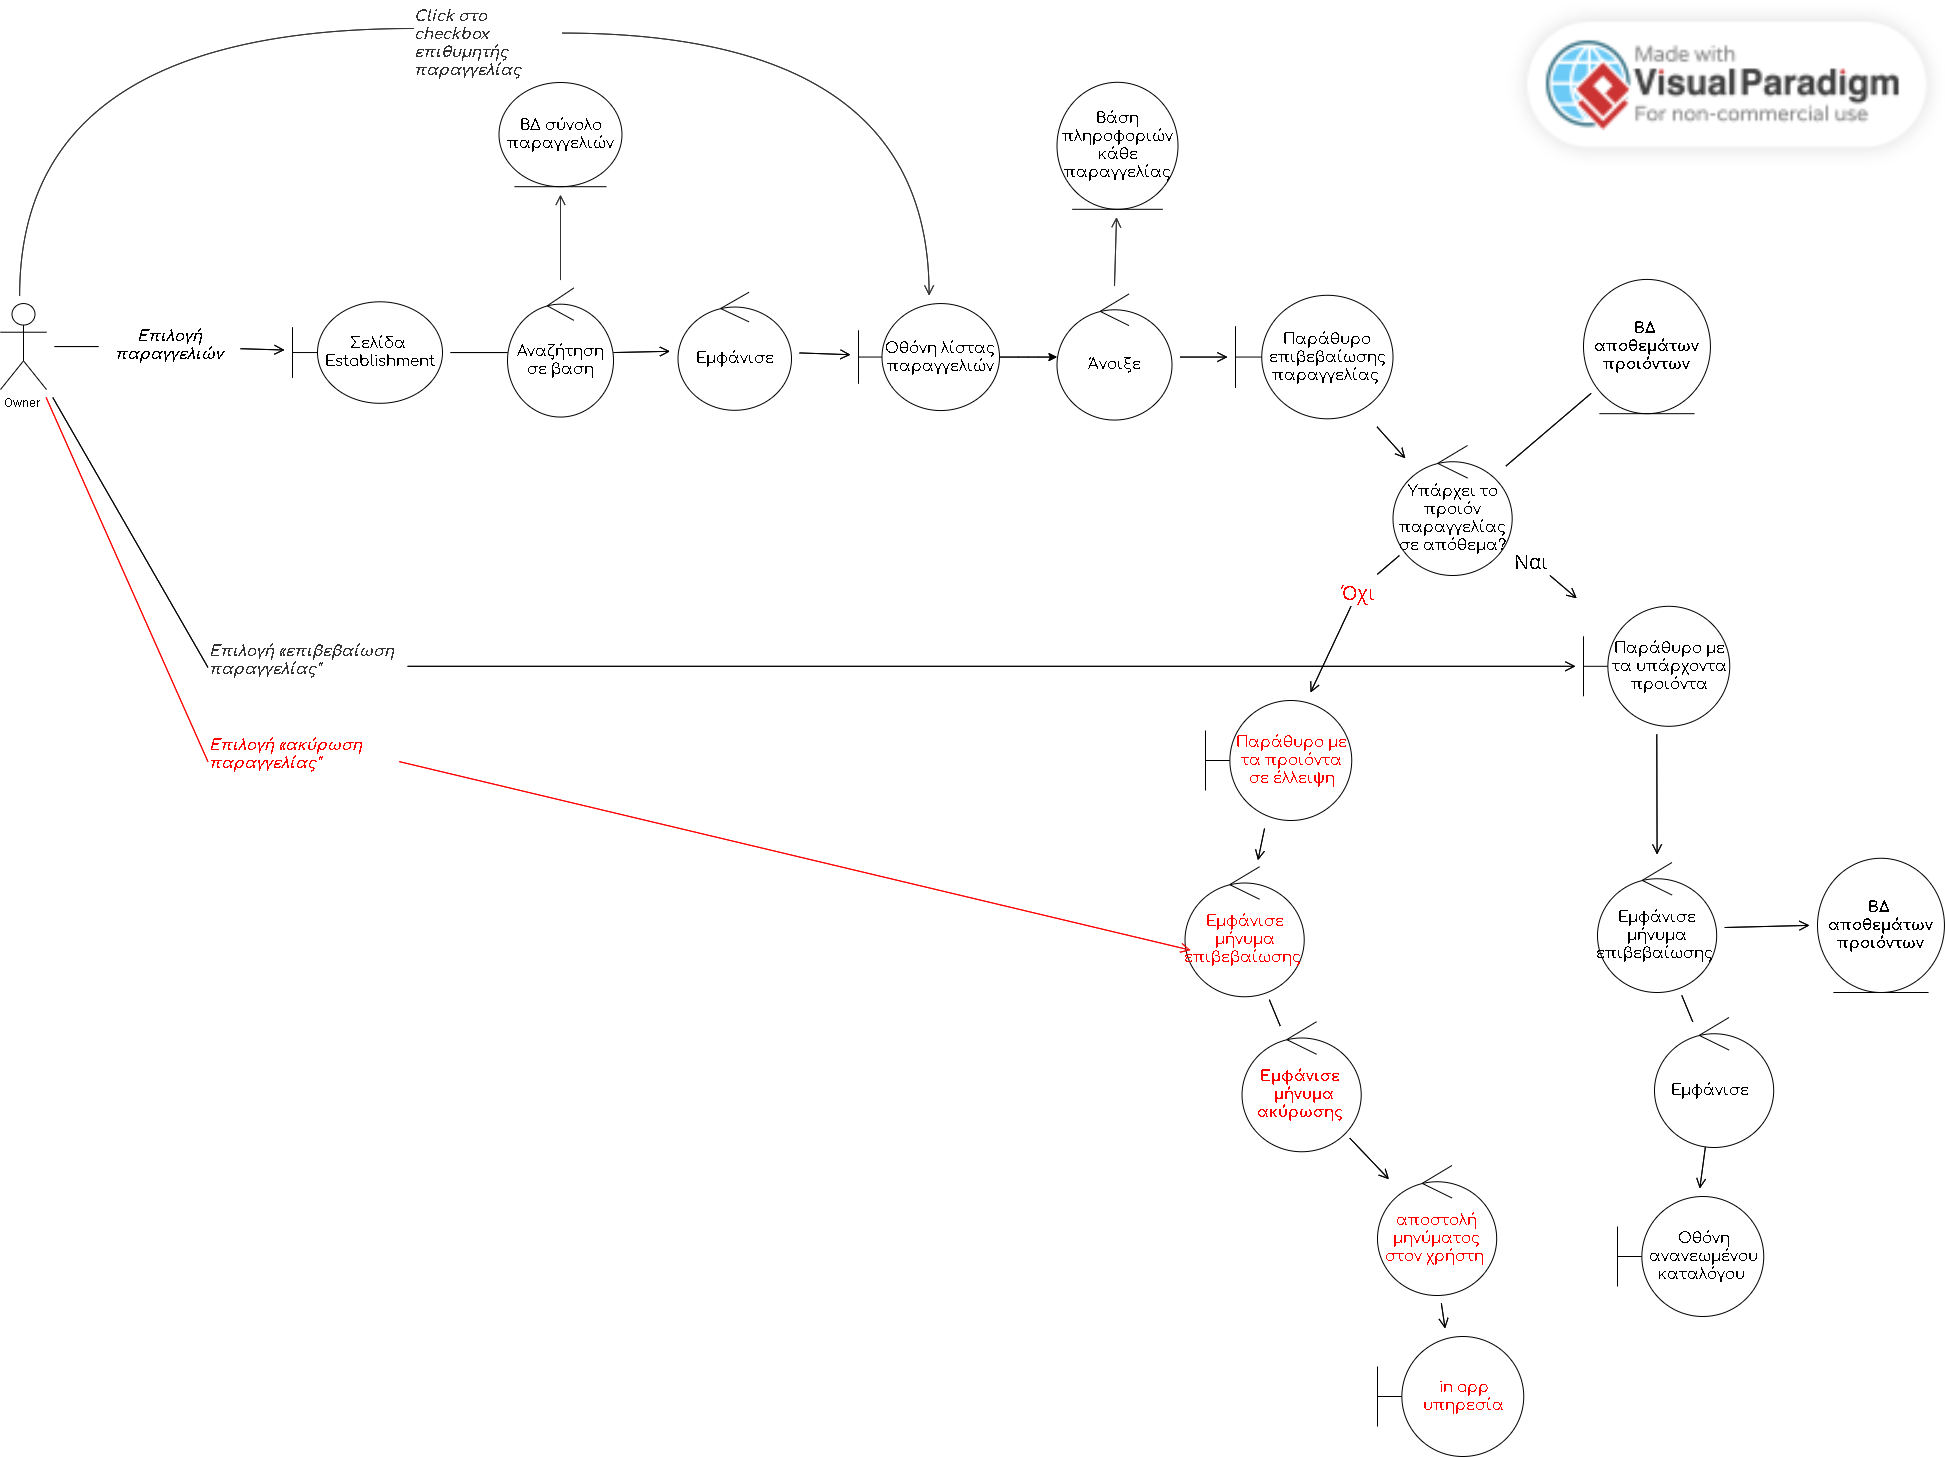 Click στο
checkbox
επιθυμητής
παραγγελίας
Made with
Visual Paradigm
For non-commercial use
ΒΔ σύνολο
παραγγελιών
Βάση
πληροφοριών
κάθε
παραγγελίας
Owner
Επιλογή
παραγγελιών
Σελίδα
Establishment
Αναζήτηση
σε βαση
Εμφάνισε
Οθόνη λίστας
παραγγελιών
Άνοιξε
Παράθυρο
επιβεβαίωσης
παραγγελίας
ΒΔ
αποθεμάτων
προιόντων
Υπάρχει το
προιόν
παραγγελίας
σε απόθεμα?
Ναι
Όχι
Επιλογή «επιβεβαίωση
παραγγελίας"
Παράθυρο με
τα υπάρχοντα
προιόντα
Επιλογή «ακύρωση
παραγγελίας"
Παράθυρο με
τα προιόντα
σε έλλειψη
Εμφάνισε
μήνυμα
επιβεβαίωσης
Εμφάνισε
μήνυμα
επιβεβαίωσης
ΒΔ
αποθεμάτων
προιόντων
Εμφάνισε
μήνυμα
ακύρωσης
Εμφάνισε
αποστολή
μηνύματος
στον χρήστη
Οθόνη
ανανεωμένου
καταλόγου
in app
υπηρεσία